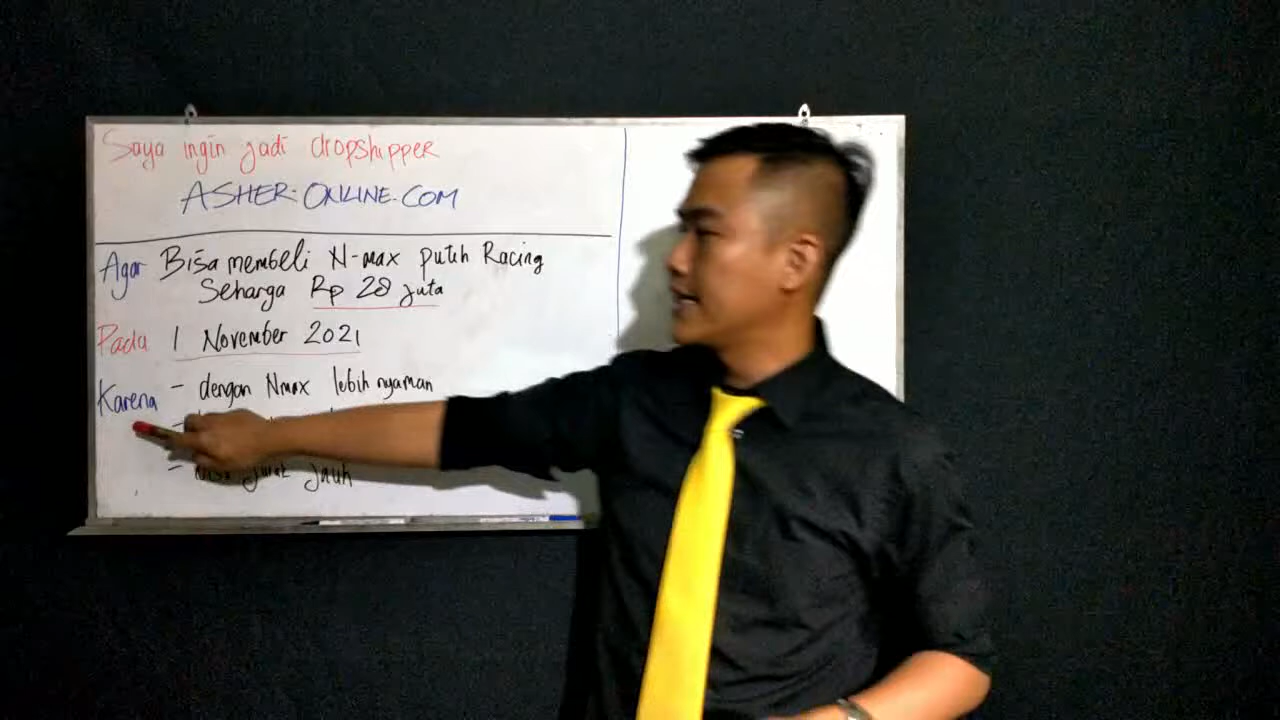 Saya ingin jadi dropshipper
ASHER-ONLINE.COM
Agar Bisa membeli N-max putih Racing
Seharga Rp 28 juta
Pada 1 November 2021
Karena - dengan Nmax lebih nyaman
-
- jauh